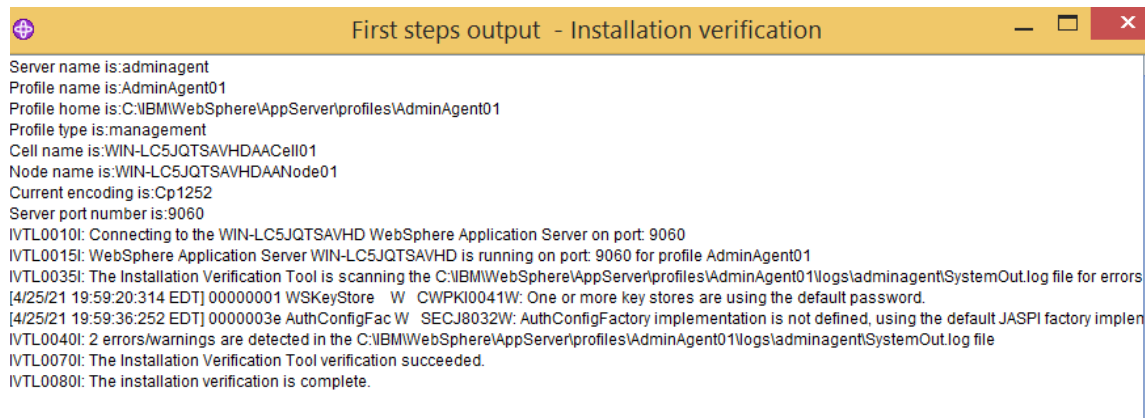 First steps output - Installation verification
Server name is:adminagent
Profile name is:AdminAgent01
Profile home is:C:\IBM\WebSphere\AppServer\profiles\AdminAgent01
Profile type is:management
Cell name is:WIN-LC5JQTSAVHDAACell01
Node name is:WIN-LC5JQTSAVHDAANode01
Current encoding is:Cp1252
Server port number is:9060
IVTL0010I: Connecting to the WIN-LC5JQTSAVHD WebSphere Application Server on port: 9060
IVTL0015I: WebSphere Application Server WIN-LC5JQTSAVHD is running on port: 9060 for profile AdminAgent01
IVTL0035I: The Installation Verification Tool is scanning the C:\IBM\WebSphere\AppServer\profiles\AdminAgent01\logs\adminagent\SystemOut.log file for errors
[4/25/21 19:59:20:314 EDT] 00000001 WSKeyStore W CWPKI0041W: One or more key stores are using the default password.
[4/25/21 19:59:36:252 EDT] 0000003e AuthConfigFac W SECJ8032W: AuthConfigFactory implementation is not defined, using the default JASPI factory implen
IVTL0040I: 2 errors/warnings are detected in the C:\IBM\WebSphere\AppServer\profiles\AdminAgent01\logs\adminagent\SystemOut.log file
IVTL0070I: The Installation Verification Tool verification succeeded.
IVTL0080I: The installation verification is complete.